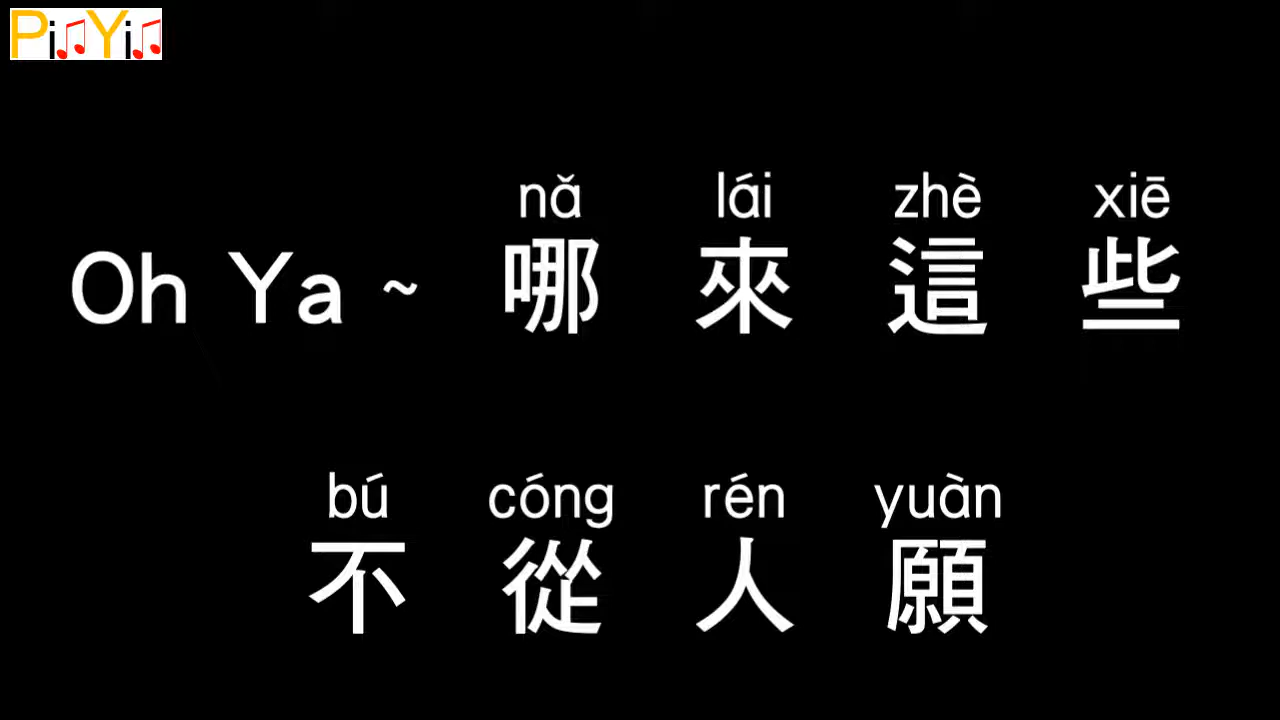 PinYin
nǎ lái zhè xiē
Oh Ya ~ 哪 來 這 些
bú cóng rén yuàn
不 從 人 願